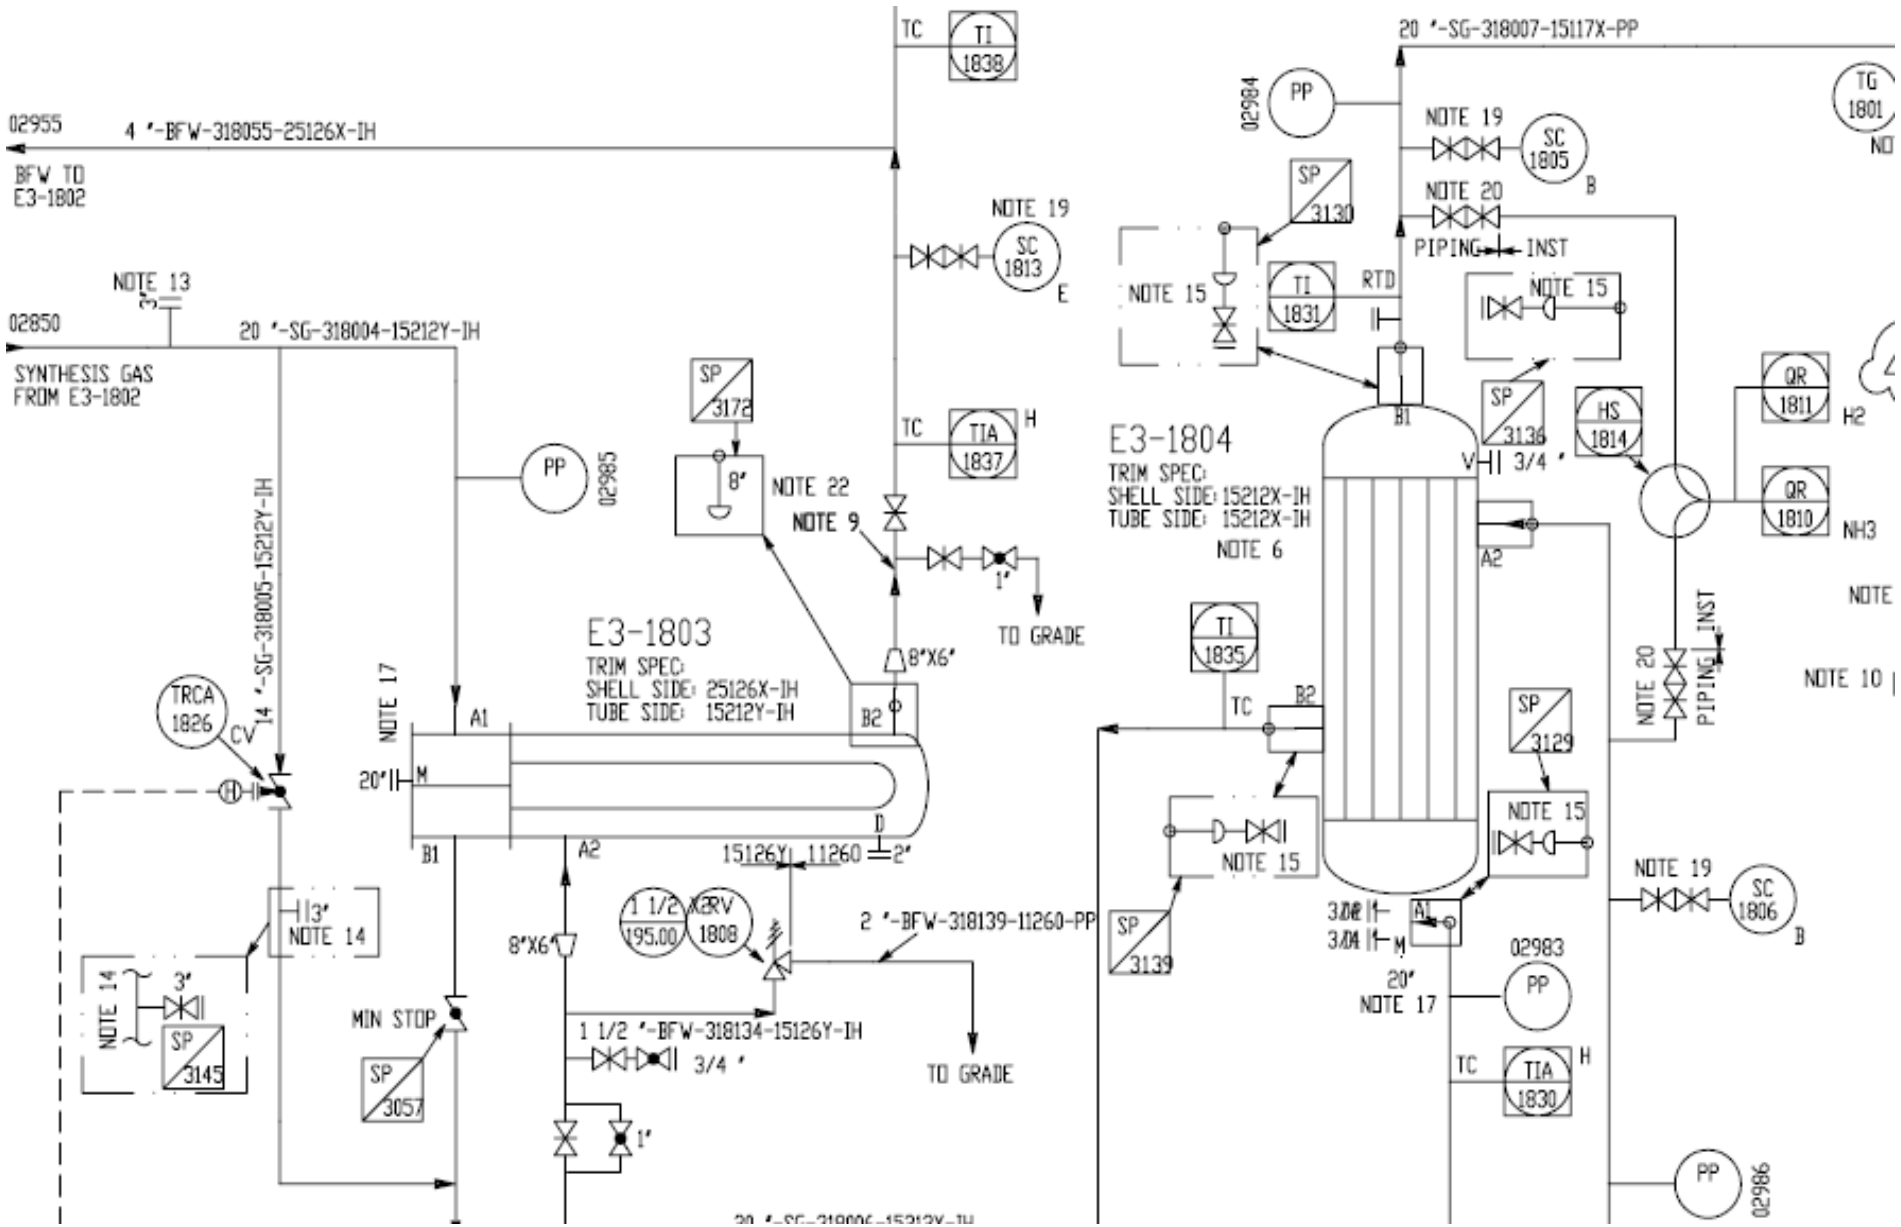 TC
TI
1838
20 "-SG-318007-15117X-PP
TG
1801
02984
PP
02955
4 "-BFW-318055-25126X-IH
BFW TO
E3-1802
NOTE 19
SC
1805
B
NOTE 20
PIPING
INST
SP
3130
NOTE 19
SC
1813
E
NOTE 15
TI
1831
RTD
NOTE 15
NOTE 13
3"
02850
20 "-SG-318004-15212Y-IH
SYNTHESIS GAS
FROM E3-1802
SP
3172
8"
TC
TIA
1837
H
E3-1804
TRIM SPEC:
SHELL SIDE: 15212X-IH
TUBE SIDE: 15212X-IH
NOTE 6
B1
V
3/4 "
SP
3136
HS
1814
QR
1811
H2
QR
1810
NH3
A2
PP
02985
NOTE 22
NOTE 9
1"
TO GRADE
14 "-SG-318005-15212Y-IH
E3-1803
TRIM SPEC:
SHELL SIDE: 25126X-IH
TUBE SIDE: 15212Y-IH
8"X6"
TI
1835
TC
B2
NOTE
NOTE 10
NOTE 20
PIPING
INST
TRCA
1826
CV
NOTE 17
A1
B2
20"
M
H
D
2"
B1
A2
15126Y
11260
SP
3129
NOTE 15
NOTE 15
SP
3139
3"
NOTE 14
NOTE 14
3"
SP
3145
8"X6"
1 1/2
195.00
1808
2 "-BFW-318139-11260-PP
A1
M
20"
NOTE 17
02983
PP
NOTE 19
SC
1806
B
MIN STOP
SP
3057
1 1/2 "-BFW-318134-15126Y-IH
3/4 "
TO GRADE
1"
TC
TIA
1830
H
PP
02986